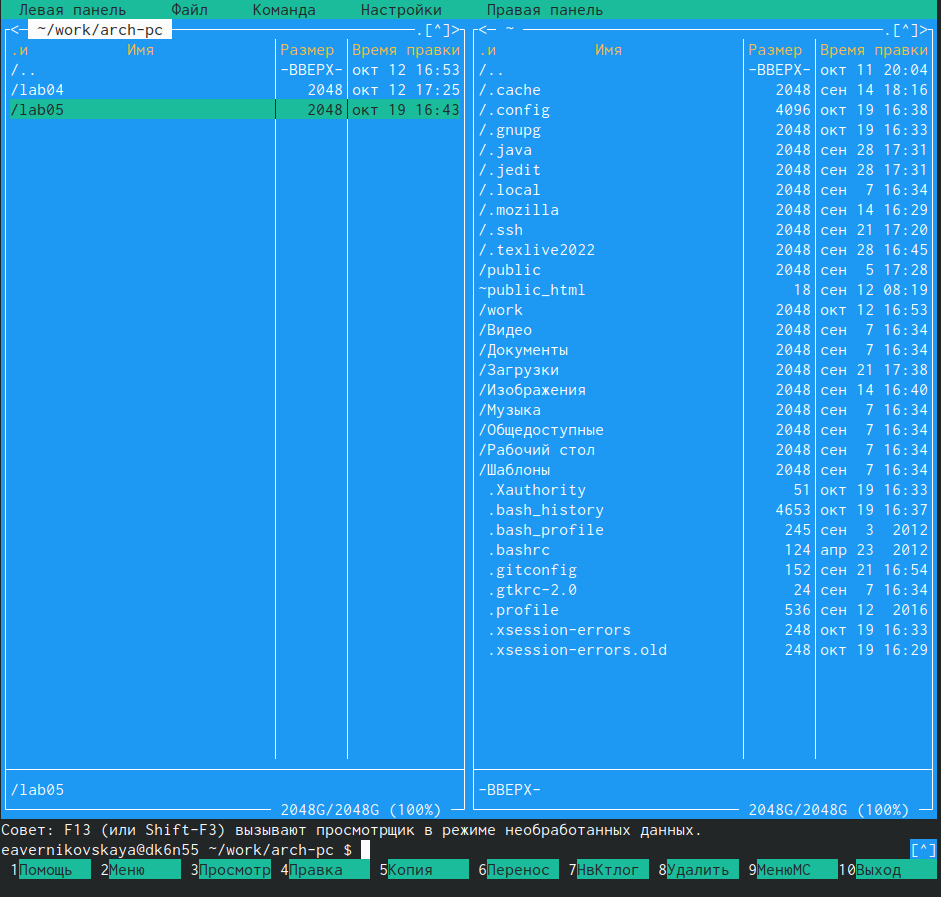 Левая панель Файл Команда Настройки Правая панель
<- ~/work/arch-pc .[^]>
.и Имя Размер Время правки
/.. -ВВЕРХ- окт 12 16:53
/lab04 2048 окт 12 17:25
/lab05 2048 окт 19 16:43
/lab05
2048G/2048G (100%)
<- ~ .[^]>
.и Имя Размер Время правки
/.. -ВВЕРХ- окт 11 20:04
/.cache 2048 сен 14 18:16
/.config 4096 окт 19 16:38
/.gnupg 2048 окт 19 16:33
/.java 2048 сен 28 17:31
/.jedit 2048 сен 28 17:31
/.local 2048 сен 7 16:34
/.mozilla 2048 сен 14 16:29
/.ssh 2048 сен 21 17:20
/.texlive2022 2048 сен 28 16:45
/public 2048 сен 5 17:28
~public_html 18 сен 12 08:19
/work 2048 окт 12 16:53
/Видео 2048 сен 7 16:34
/Документы 2048 сен 7 16:34
/Загрузки 2048 сен 21 17:38
/Изображения 2048 сен 14 16:40
/Музыка 2048 сен 7 16:34
/Общедоступные 2048 сен 7 16:34
/Рабочий стол 2048 сен 7 16:34
/Шаблоны 2048 сен 7 16:34
.Xauthority 51 окт 19 16:33
.bash_history 4653 окт 19 16:37
.bash_profile 245 сен 3 2012
.bashrc 124 апр 23 2012
.gitconfig 152 сен 21 16:54
.gtkrc-2.0 24 сен 7 16:34
.profile 536 сен 12 2016
.xsession-errors 248 окт 19 16:33
.xsession-errors.old 248 окт 19 16:29
-ВВЕРХ-
2048G/2048G (100%)
Совет: F13 (или Shift-F3) вызывают просмотрщик в режиме необработанных данных.
eavernikovskaya@dk6n55 ~/work/arch-pc $ [^]
1Помощь 2Меню 3Просмотр 4Правка 5Копия 6Перенос 7НвКтлог 8Удалить 9МенюMC 10Выход